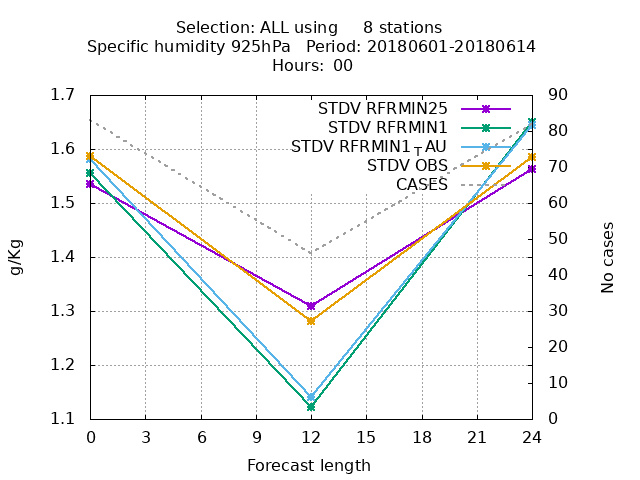 Selection: ALL using     8 stations
Specific humidity 925hPa   Period: 20180601-20180614
Hours:  00
STDV RFRMIN25
STDV RFRMIN1
STDV RFRMIN1TAU
STDV OBS
CASES
1.7
1.6
1.5
1.4
1.3
1.2
1.1
g/Kg
90
80
70
60
50
40
30
20
10
0
No cases
0 3 6 9 12 15 18 21 24
Forecast length